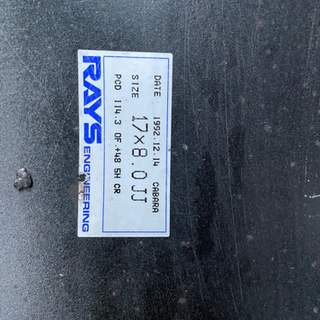 DATE 1992.12.14 CABARA
SIZE 17×8.0JJ
PCD 114.3 OF.+48 5H CR
RAYS ENGINEERING